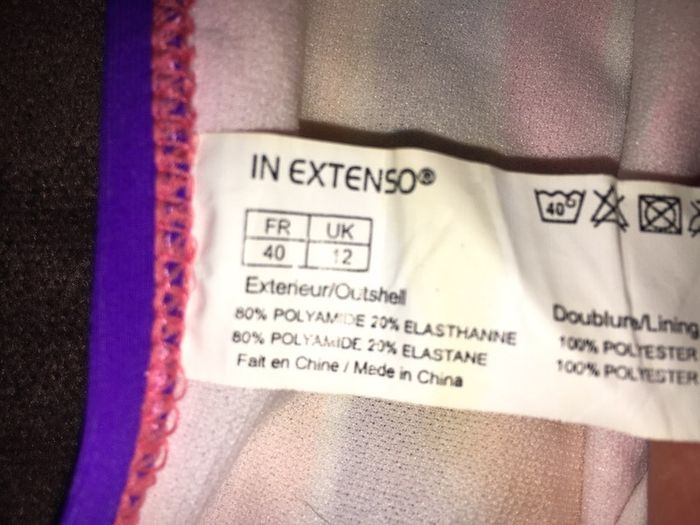 IN EXTENSO®
FR UK
40 12
Exterieur/Outshell
80% POLYAMIDE 20% ELASTHANNE
80% POLYAMIDE 20% ELASTANE
Fait en Chine / Made in China
40
Doublure/Lining
100% POLYESTER
100% POLYESTER